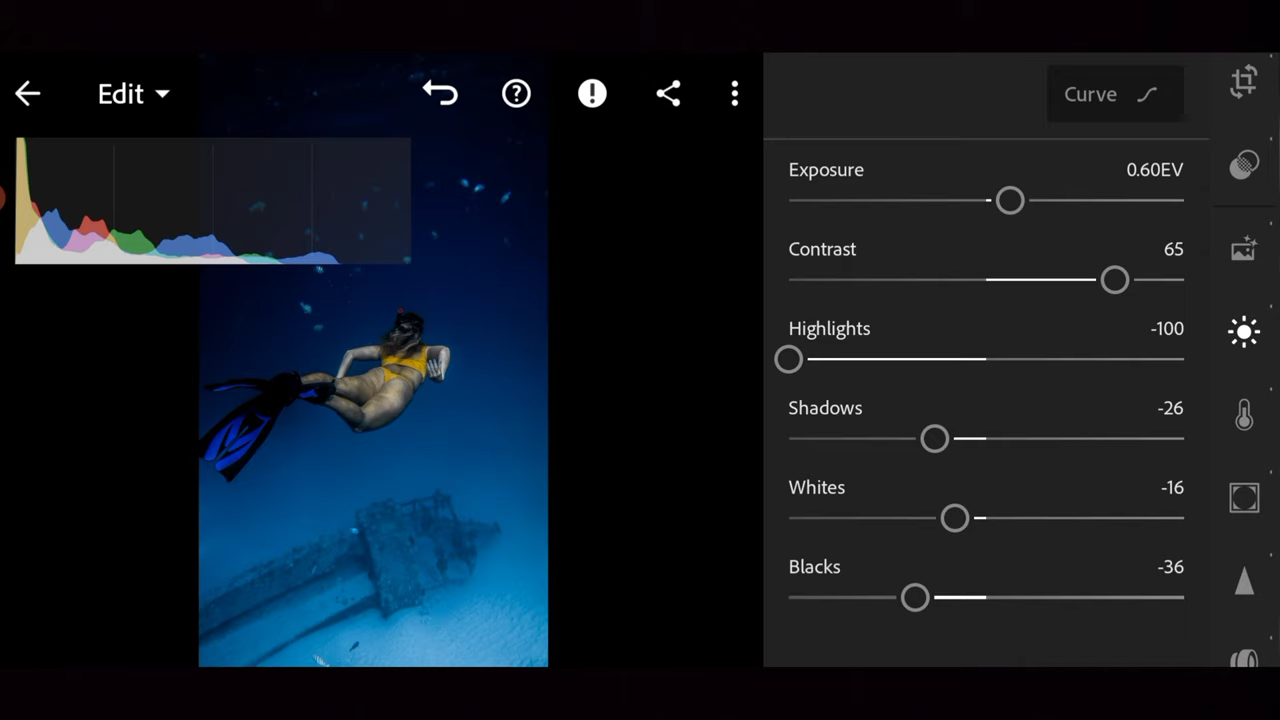 Edit
Curve
Exposure 0.60EV
Contrast 65
Highlights -100
Shadows -26
Whites -16
Blacks -36